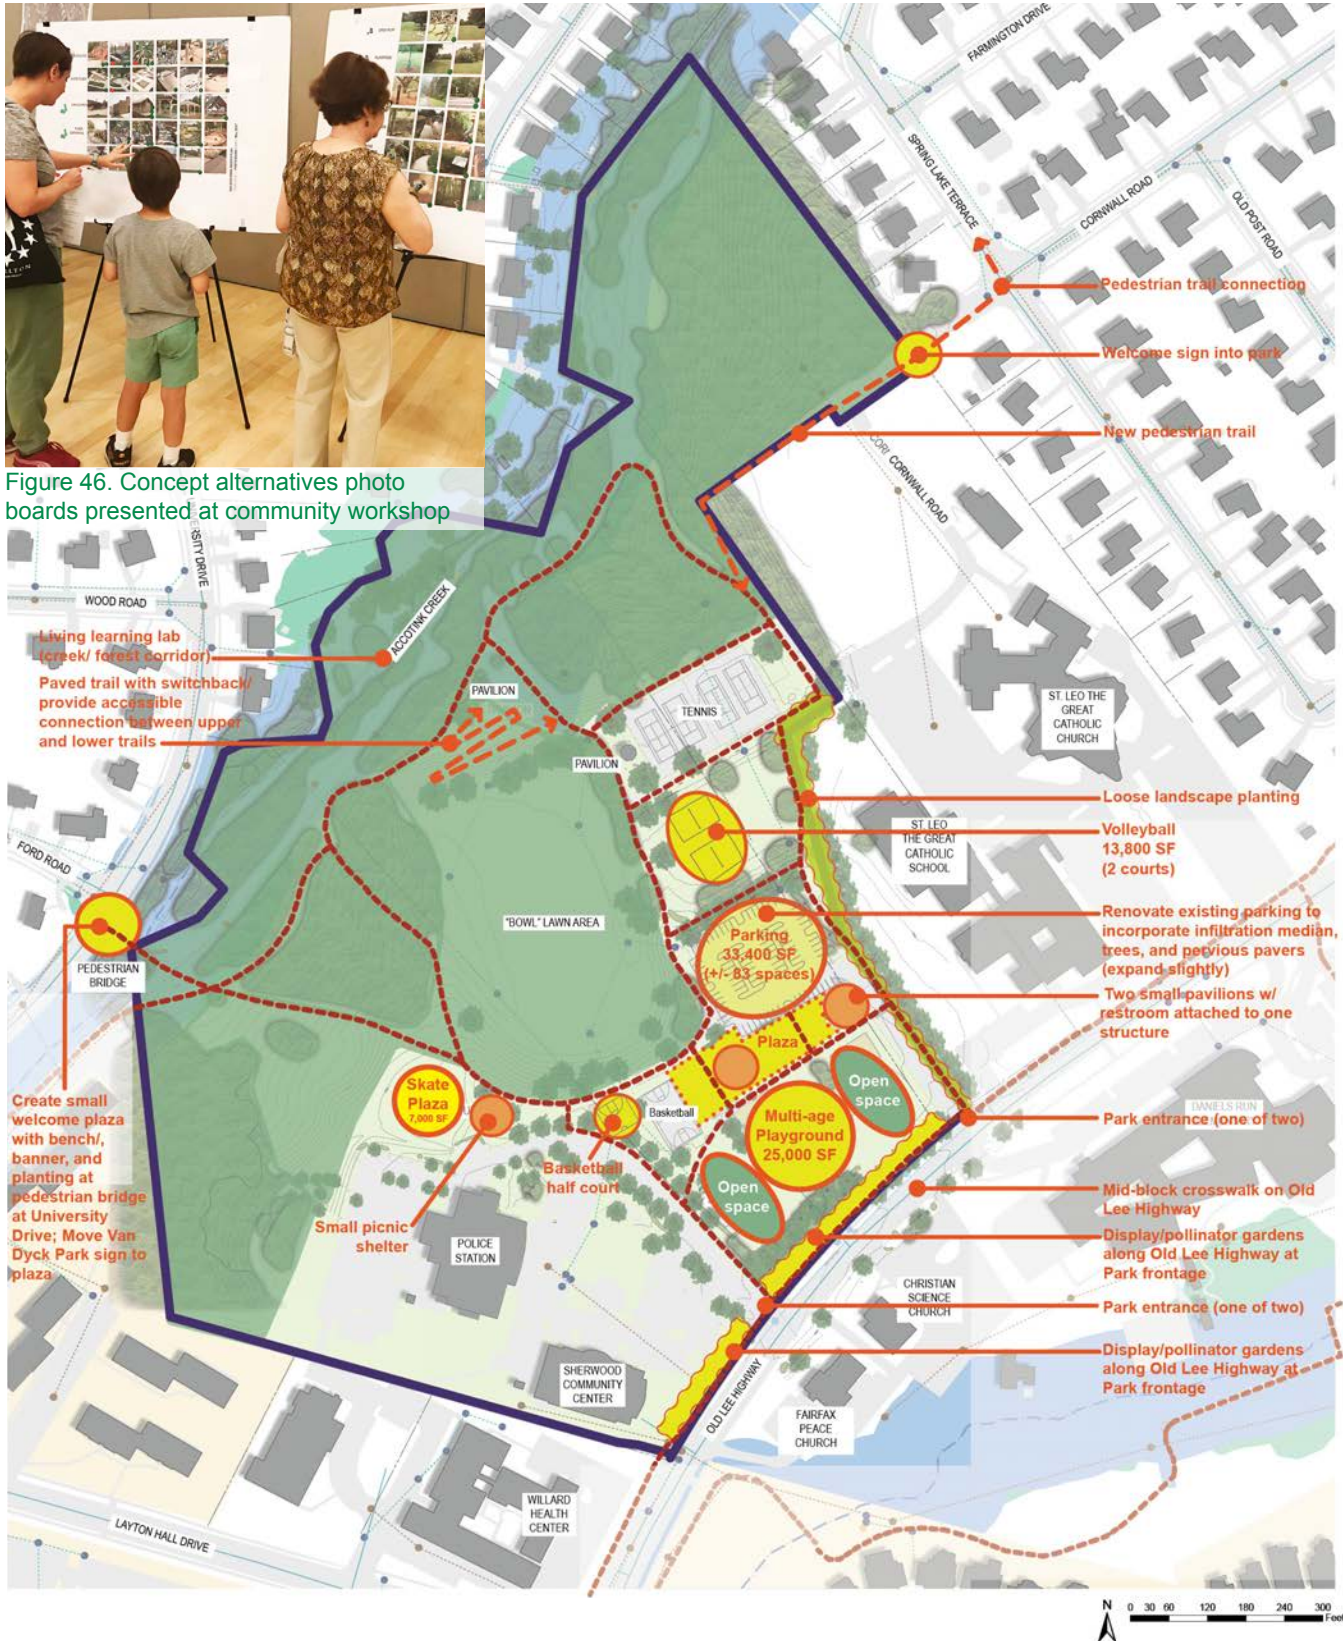 Figure 46. Concept alternatives photo
boards presented at community workshop
FARMINGTON DRIVE
SPRING LAKE TERRACE
CORNWALL ROAD
OLD POST ROAD
Pedestrian trail connection
Welcome sign into park
New pedestrian trail
CORNWALL ROAD
WOOD ROAD
ACCOTINK CREEK
Living learning lab
(creek/ forest corridor)
Paved trail with switchback/
provide accessible
connection between upper
and lower trails
PAVILION
TENNIS
PAVILION
ST. LEO THE
GREAT
CATHOLIC
CHURCH
Loose landscape planting
Volleyball
13,800 SF
(2 courts)
ST. LEO
THE GREAT
CATHOLIC
SCHOOL
FORD ROAD
"BOWL" LAWN AREA
Parking
33,400 SF
(+/- 83 spaces)
Renovate existing parking to
incorporate infiltration median,
trees, and pervious pavers
(expand slightly)
PEDESTRIAN
BRIDGE
Two small pavilions w/
restroom attached to one
structure
Plaza
Create small
welcome plaza
with bench/,
banner, and
planting at
pedestrian bridge
at University
Drive; Move Van
Dyck Park sign to
plaza
Skate
Plaza
7,000 SF
Basketball
Open
space
Multi-age
Playground
25,000 SF
DANIELS RUN
Park entrance (one of two)
Basketball
half court
Open
space
Mid-block crosswalk on Old
Lee Highway
Small picnic
shelter
POLICE
STATION
Display/pollinator gardens
along Old Lee Highway at
Park frontage
CHRISTIAN
SCIENCE
CHURCH
Park entrance (one of two)
Display/pollinator gardens
along Old Lee Highway at
Park frontage
SHERWOOD
COMMUNITY
CENTER
OLD LEE HIGHWAY
FAIRFAX
PEACE
CHURCH
WILLARD
HEALTH
CENTER
LAYTON HALL DRIVE
N
0 30 60 120 180 240 300
Feet